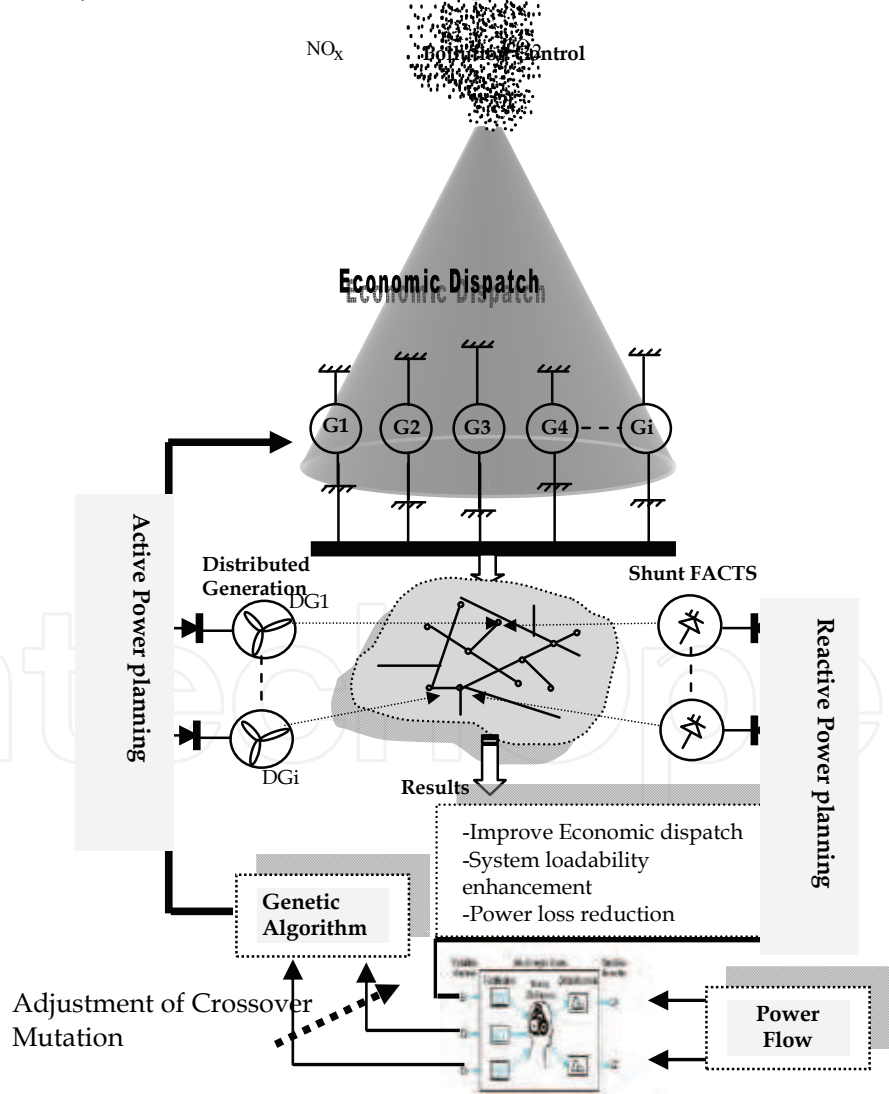 NOx
Control
Economic Dispatch
G1 G2 G3 G4 Gi
Distributed
Generation
DG1
Shunt FACTS
Active Power planning
Reactive Power planning
DGi
Results
-Improve Economic dispatch
-System loadability
enhancement
-Power loss reduction
Genetic
Algorithm
Adjustment of Crossover
Mutation
Power
Flow